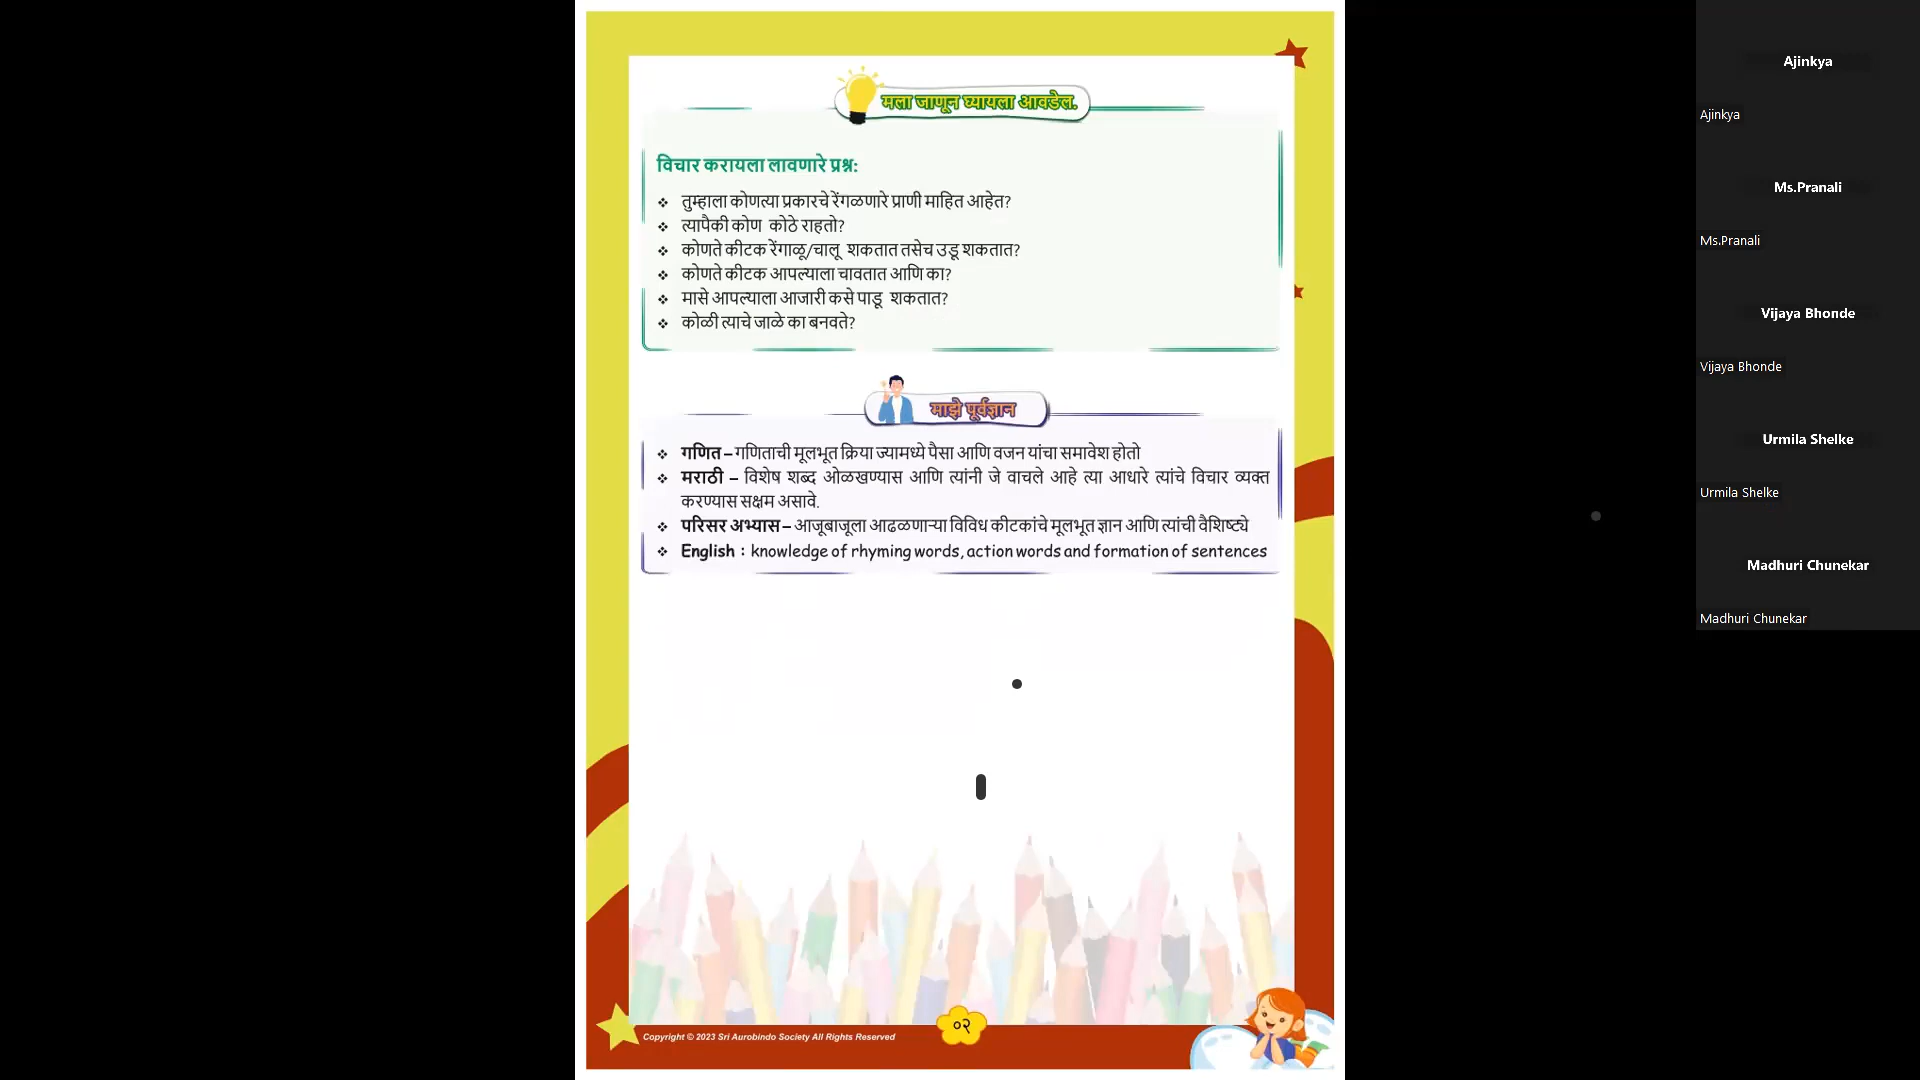 मला जाणून घ्यायला आवडेल.
विचार करायला लावणारे प्रश्न:
❖ तुम्हाला कोणत्या प्रकारचे रेंगळणारे प्राणी माहित आहेत?
❖ त्यापैकी कोण कोठे राहतो?
❖ कोणते कीटक रेंगाळू/चालू शकतात तसेच उडू शकतात?
❖ कोणते कीटक आपल्याला चावतात आणि का?
❖ मासे आपल्याला आजारी कसे पाडू शकतात?
❖ कोळी त्याचे जाळे का बनवते?
माझे पूर्वज्ञान
❖ गणित – गणिताची मूलभूत क्रिया ज्यामध्ये पैसा आणि वजन यांचा समावेश होतो
❖ मराठी – विशेष शब्द ओळखण्यास आणि त्यांनी जे वाचले आहे त्या आधारे त्यांचे विचार व्यक्त
करण्यास सक्षम असावे.
❖ परिसर अभ्यास – आजूबाजूला आढळणाऱ्या विविध कीटकांचे मूलभूत ज्ञान आणि त्यांची वैशिष्ट्ये
❖ English : knowledge of rhyming words, action words and formation of sentences
Copyright © 2023 Sri Aurobindo Society All Rights Reserved
०२
Ajinkya
Ajinkya
Ms.Pranali
Ms.Pranali
Vijaya Bhonde
Vijaya Bhonde
Urmila Shelke
Urmila Shelke
Madhuri Chunekar
Madhuri Chunekar